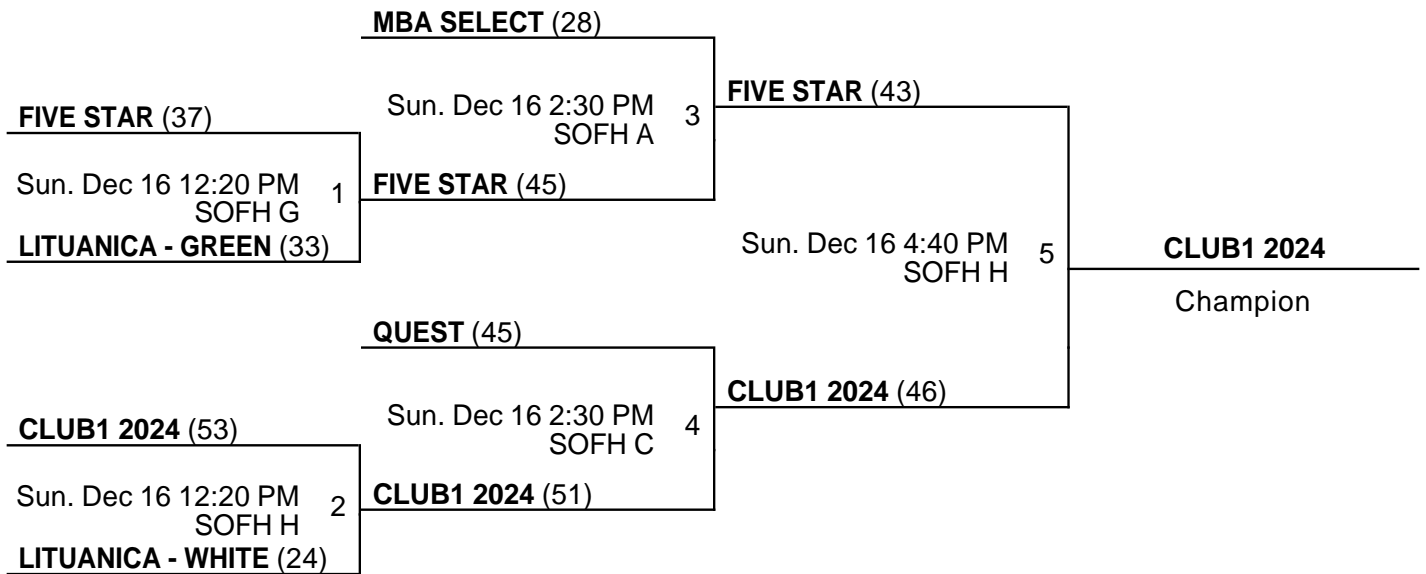 MBA SELECT (28)
Sun. Dec 16 2:30 PM
SOFH A
3
FIVE STAR (43)
FIVE STAR (37)
Sun. Dec 16 12:20 PM
SOFH G
1
FIVE STAR (45)
LITUANICA - GREEN (33)
Sun. Dec 16 4:40 PM
SOFH H
5
CLUB1 2024
Champion
QUEST (45)
Sun. Dec 16 2:30 PM
SOFH C
4
CLUB1 2024 (46)
CLUB1 2024 (53)
Sun. Dec 16 12:20 PM
SOFH H
2
CLUB1 2024 (51)
LITUANICA - WHITE (24)